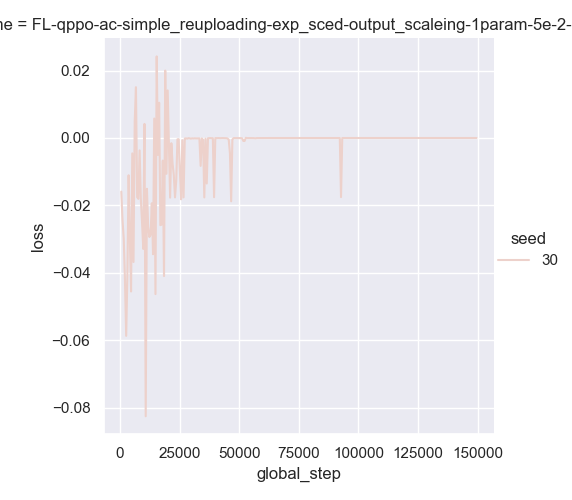 ne = FL-qppo-ac-simple_reuploading-exp_sced-output_scaleing-1param-5e-2-
0.02
0.00
−0.02
−0.04
−0.06
−0.08
loss
0 25000 50000 75000 100000 125000 150000
global_step
seed
30